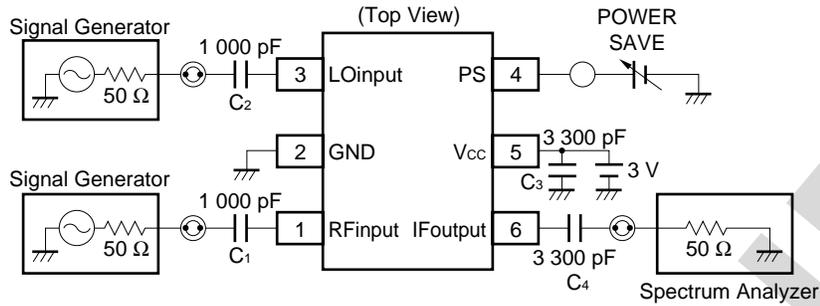 (Top View)
Signal Generator
50 Ω
1 000 pF
C2
3
LOinput
PS
4
POWER
SAVE
2
GND
VCC
5
3 300 pF
C3
3 V
Signal Generator
50 Ω
1 000 pF
C1
1
RFinput
IFoutput
6
3 300 pF
C4
50 Ω
Spectrum Analyzer